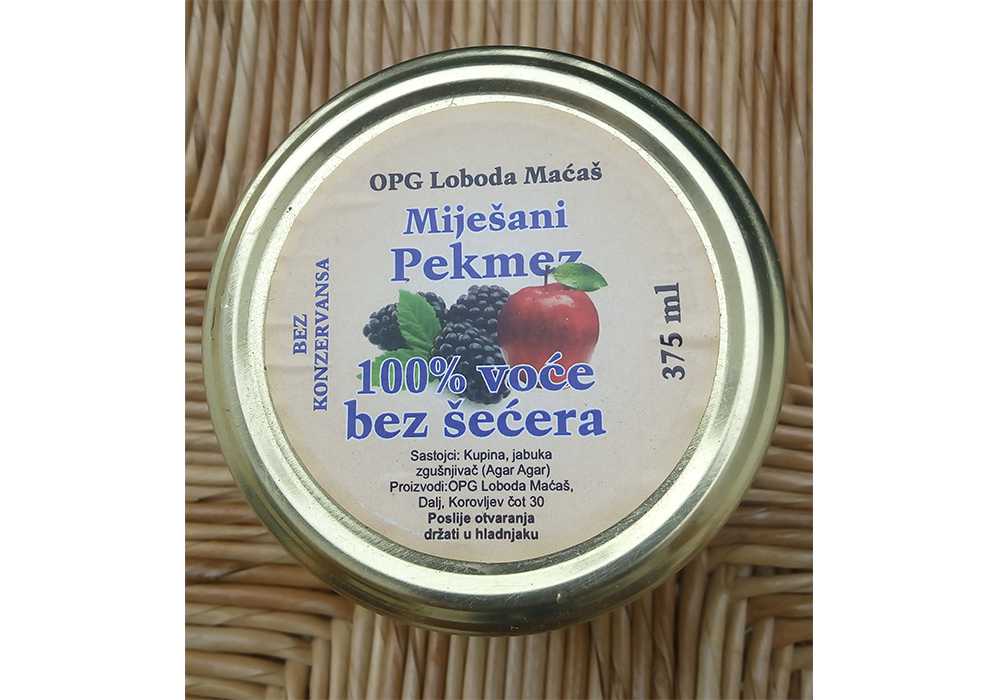 OPG Loboda Maćaš
Miješani
Pekmez
BEZ
KONZERVANSA
375 ml
100% voće
bez šećera
Sastojci: Kupina, jabuka
zgušnjivač (Agar Agar)
Proizvodi:OPG Loboda Maćaš,
Dalj, Korovljev čot 30
Poslije otvaranja
držati u hladnjaku